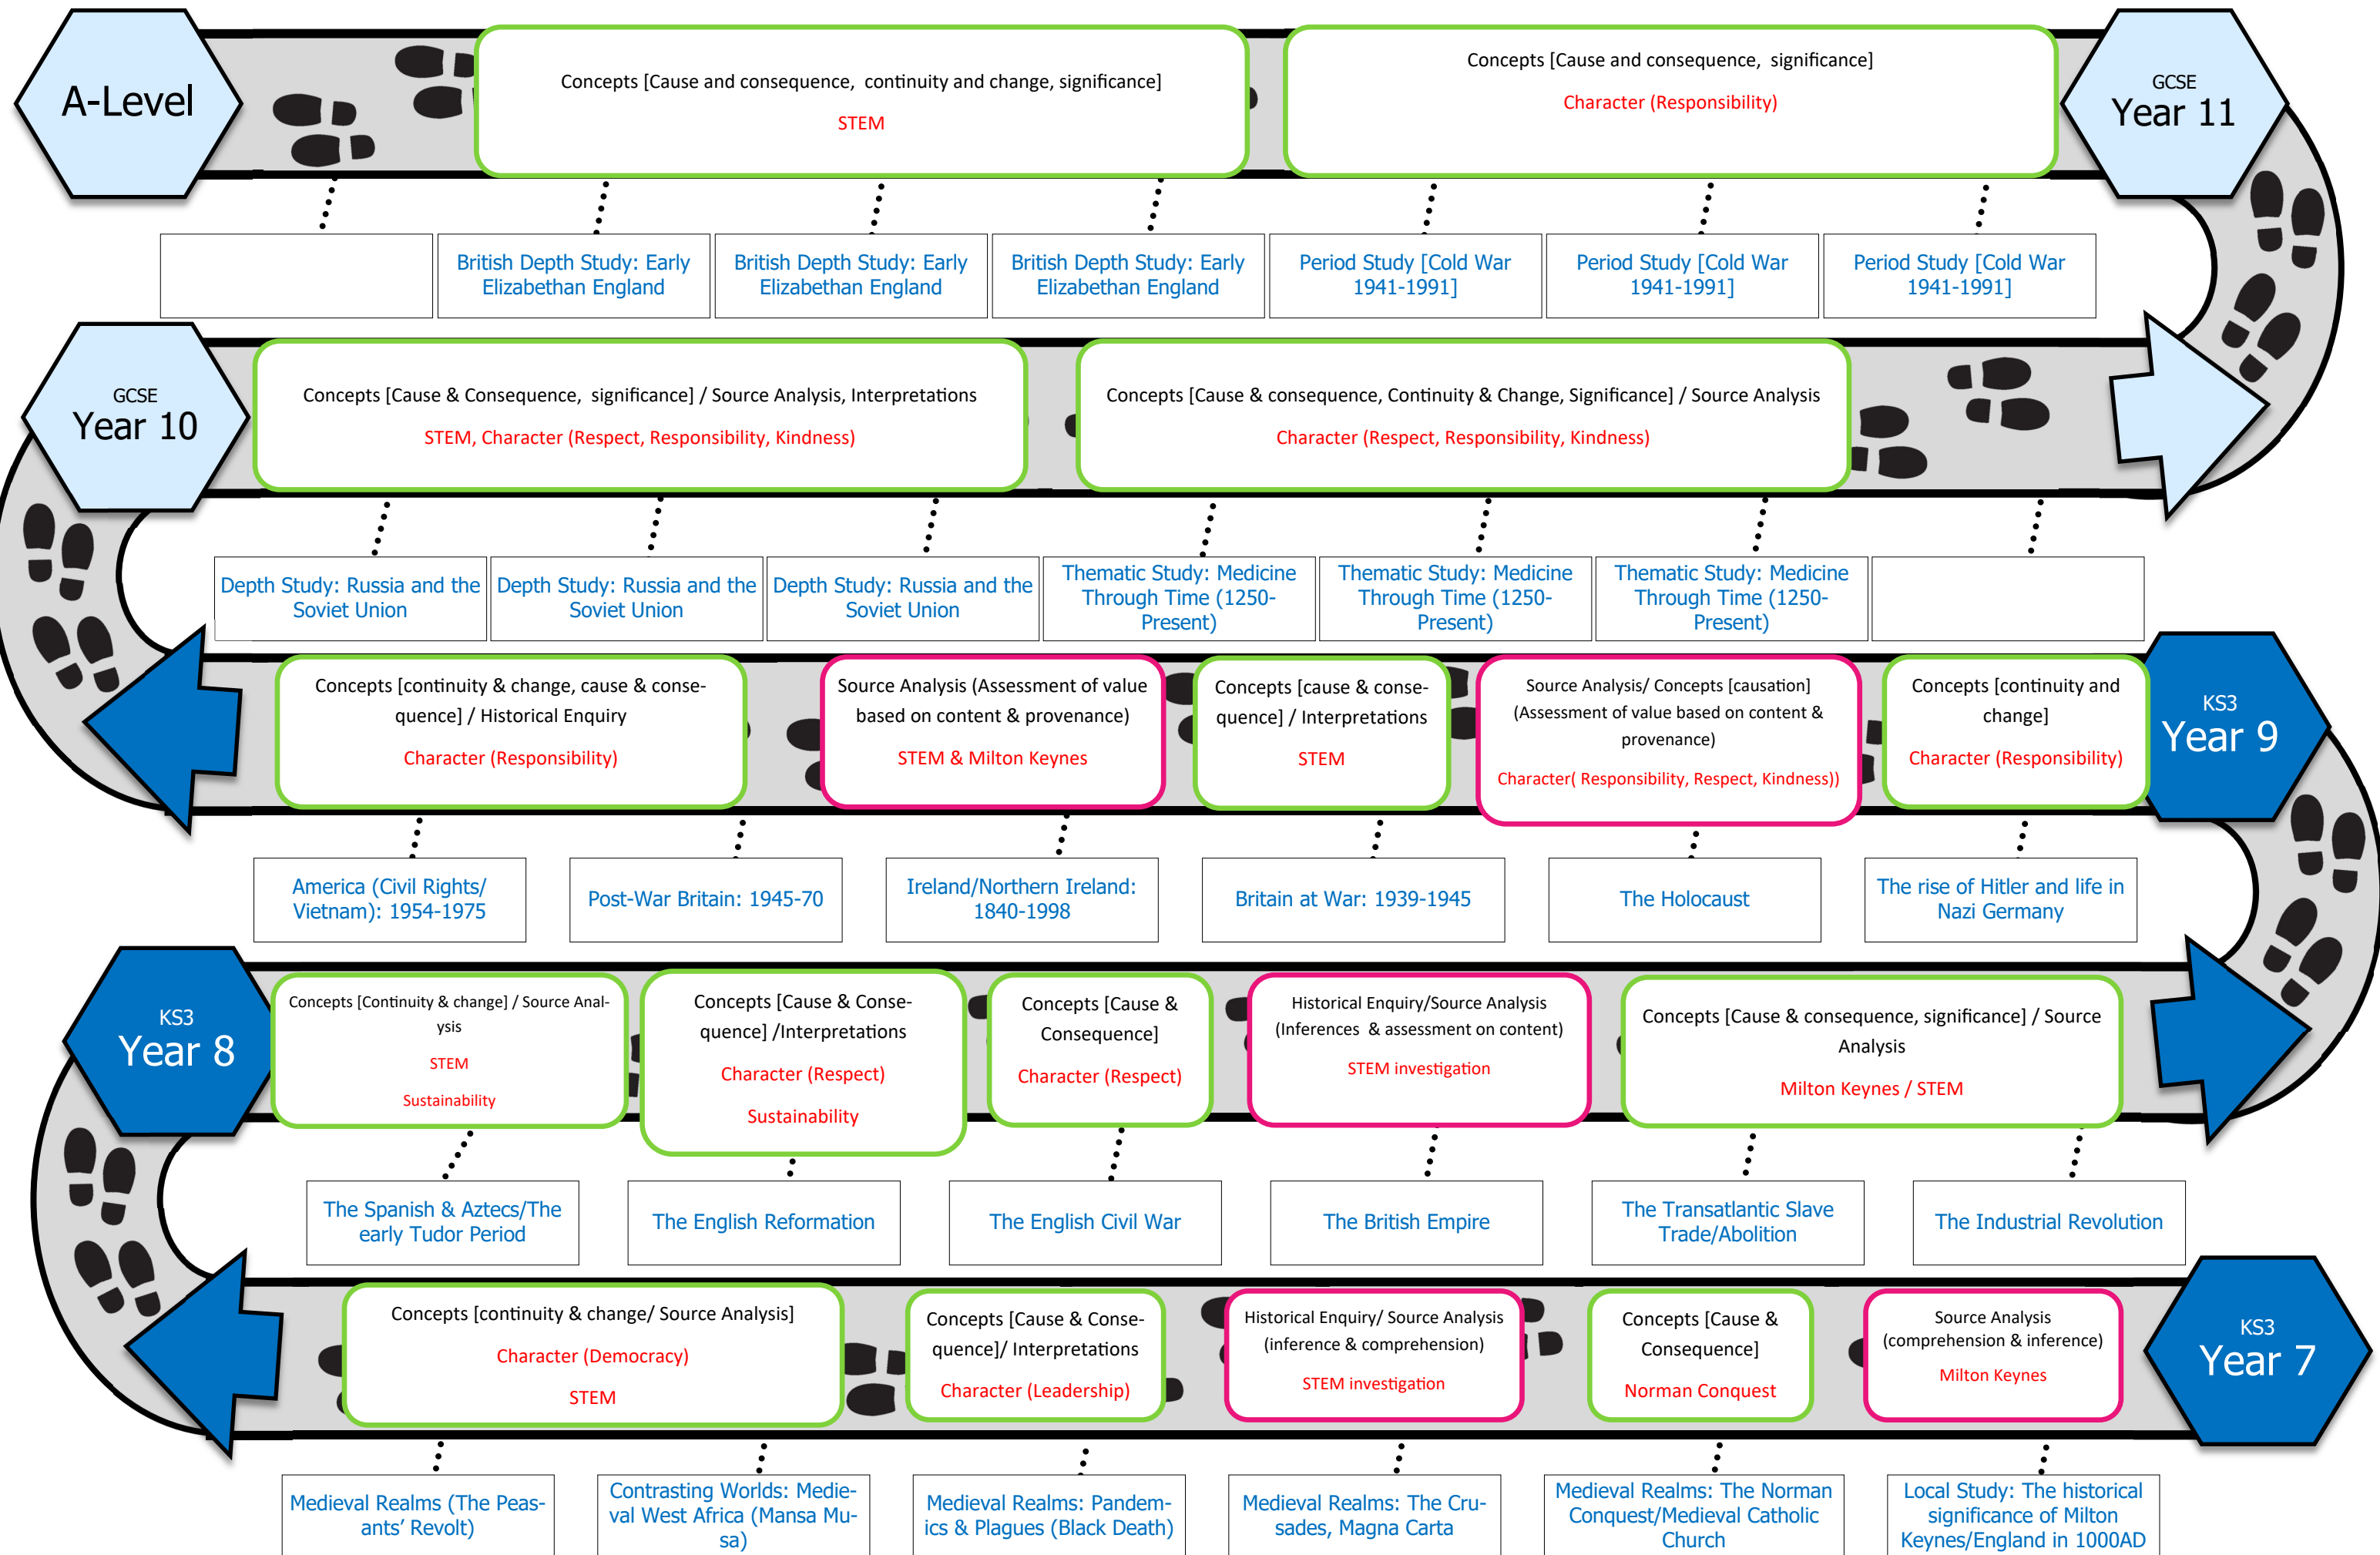 A-Level
Concepts [Cause and consequence, continuity and change, significance]
STEM
Concepts [Cause and consequence, significance]
Character (Responsibility)
GCSE
Year 11
British Depth Study: Early
Elizabethan England
British Depth Study: Early
Elizabethan England
British Depth Study: Early
Elizabethan England
Period Study [Cold War
1941-1991]
Period Study [Cold War
1941-1991]
Period Study [Cold War
1941-1991]
GCSE
Year 10
Concepts [Cause & Consequence, significance] / Source Analysis, Interpretations
STEM, Character (Respect, Responsibility, Kindness)
Concepts [Cause & consequence, Continuity & Change, Significance] / Source Analysis
Character (Respect, Responsibility, Kindness)
Depth Study: Russia and the
Soviet Union
Depth Study: Russia and the
Soviet Union
Depth Study: Russia and the
Soviet Union
Thematic Study: Medicine
Through Time (1250-
Present)
Thematic Study: Medicine
Through Time (1250-
Present)
Thematic Study: Medicine
Through Time (1250-
Present)
Concepts [continuity & change, cause & conse-
quence] / Historical Enquiry
Character (Responsibility)
Source Analysis (Assessment of value
based on content & provenance)
STEM & Milton Keynes
Concepts [cause & conse-
quence] / Interpretations
STEM
Source Analysis/ Concepts [causation]
(Assessment of value based on content &
provenance)
Character( Responsibility, Respect, Kindness))
Concepts [continuity and
change]
Character (Responsibility)
KS3
Year 9
America (Civil Rights/
Vietnam): 1954-1975
Post-War Britain: 1945-70
Ireland/Northern Ireland:
1840-1998
Britain at War: 1939-1945
The Holocaust
The rise of Hitler and life in
Nazi Germany
KS3
Year 8
Concepts [Continuity & change] / Source Anal-
ysis
STEM
Sustainability
Concepts [Cause & Conse-
quence] /Interpretations
Character (Respect)
Sustainability
Concepts [Cause &
Consequence]
Character (Respect)
Historical Enquiry/Source Analysis
(Inferences & assessment on content)
STEM investigation
Concepts [Cause & consequence, significance] / Source
Analysis
Milton Keynes / STEM
The Spanish & Aztecs/The
early Tudor Period
The English Reformation
The English Civil War
The British Empire
The Transatlantic Slave
Trade/Abolition
The Industrial Revolution
Concepts [continuity & change/ Source Analysis]
Character (Democracy)
STEM
Concepts [Cause & Conse-
quence]/ Interpretations
Character (Leadership)
Historical Enquiry/ Source Analysis
(inference & comprehension)
STEM investigation
Concepts [Cause &
Consequence]
Norman Conquest
Source Analysis
(comprehension & inference)
Milton Keynes
KS3
Year 7
Medieval Realms (The Peas-
ants' Revolt)
Contrasting Worlds: Medie-
val West Africa (Mansa Mu-
sa)
Medieval Realms: Pandem-
ics & Plagues (Black Death)
Medieval Realms: The Cru-
sades, Magna Carta
Medieval Realms: The Norman
Conquest/Medieval Catholic
Church
Local Study: The historical
significance of Milton
Keynes/England in 1000AD